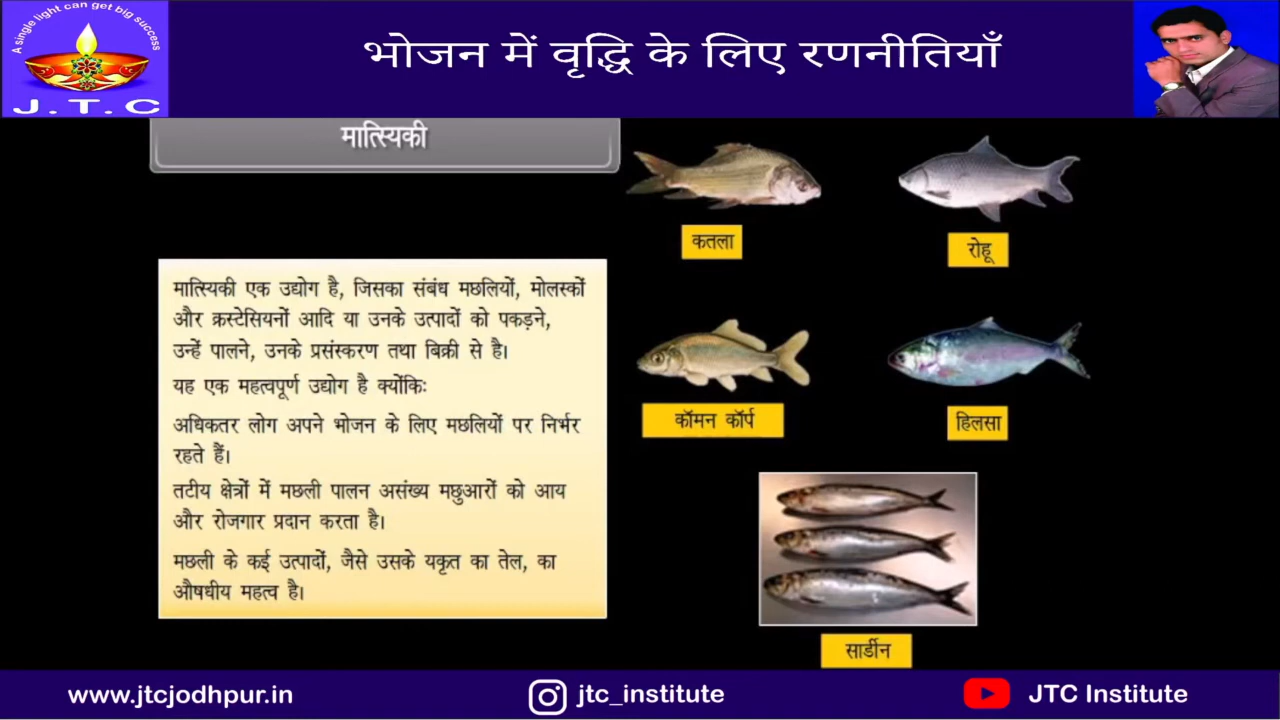 A single light can get big success
J.T.C
भोजन में वृद्धि के लिए रणनीतियाँ
मात्स्यिकी
मात्स्यिकी एक उद्योग है, जिसका संबंध मछलियों, मोलस्कों
और क्रस्टेसियनों आदि या उनके उत्पादों को पकड़ने,
उन्हें पालने, उनके प्रसंस्करण तथा बिक्री से है।
यह एक महत्वपूर्ण उद्योग है क्योंकिः
अधिकतर लोग अपने भोजन के लिए मछलियों पर निर्भर
रहते हैं।
तटीय क्षेत्रों में मछली पालन असंख्य मछुआरों को आय
और रोजगार प्रदान करता है।
मछली के कई उत्पादों, जैसे उसके यकृत का तेल, का
औषधीय महत्व है।
कतला
रोहू
कॉमन कॉर्प
हिलसा
सार्डीन
www.jtcjodhpur.in
jtc_institute
JTC Institute